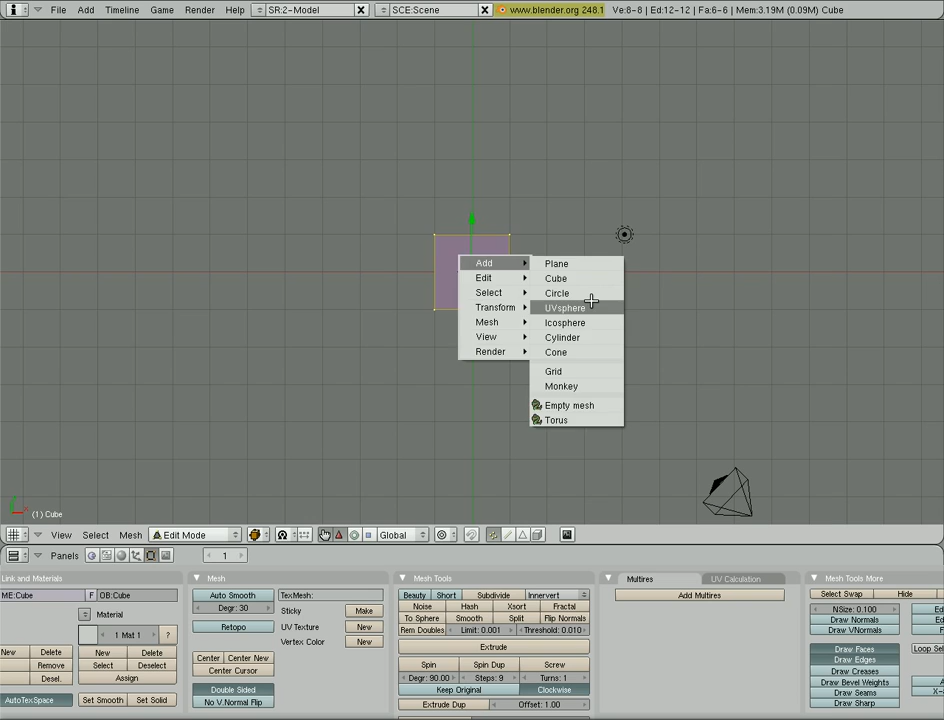 File Add Timeline Game Render Help SR:2-Model SCE:Scene www.blender.org 248.1 Ve:8-8 | Ed:12-12 | Fa:6-6 | Mem:3.19M (0.09M) Cube
Add
Edit
Select
Transform
Mesh
View
Render
Plane
Cube
Circle
UVsphere
Icosphere
Cylinder
Cone
Grid
Monkey
Empty mesh
Torus
(1) Cube
View Select Mesh Edit Mode Global
Panels 1
Link and Materials
ME:Cube F OB:Cube
Material
1 Mat 1 ?
New Delete New Delete
Remove Select Deselect
Desel. Assign
AutoTexSpace Set Smooth Set Solid
Mesh
Auto Smooth TexMesh:
Degr: 30 Sticky Make
Retopo UV Texture New
Vertex Color New
Center Center New
Center Cursor
Double Sided
No V.Normal Flip
Mesh Tools
Beauty Short Subdivide Innervert
Noise Hash Xsort Fractal
To Sphere Smooth Split Flip Normals
Rem Doubles Limit: 0.001 Threshold: 0.010
Extrude
Spin Spin Dup Screw
Degr: 90.00 Steps: 9 Turns: 1
Keep Original Clockwise
Extrude Dup Offset: 1.00
Multires UV Calculation
Add Multires
Mesh Tools More
Select Swap Hide
NSize: 0.100
Draw Normals
Draw VNormals
Draw Faces Loop Sel
Draw Edges
Draw Creases
Draw Bevel Weights
Draw Seams
Draw Sharp